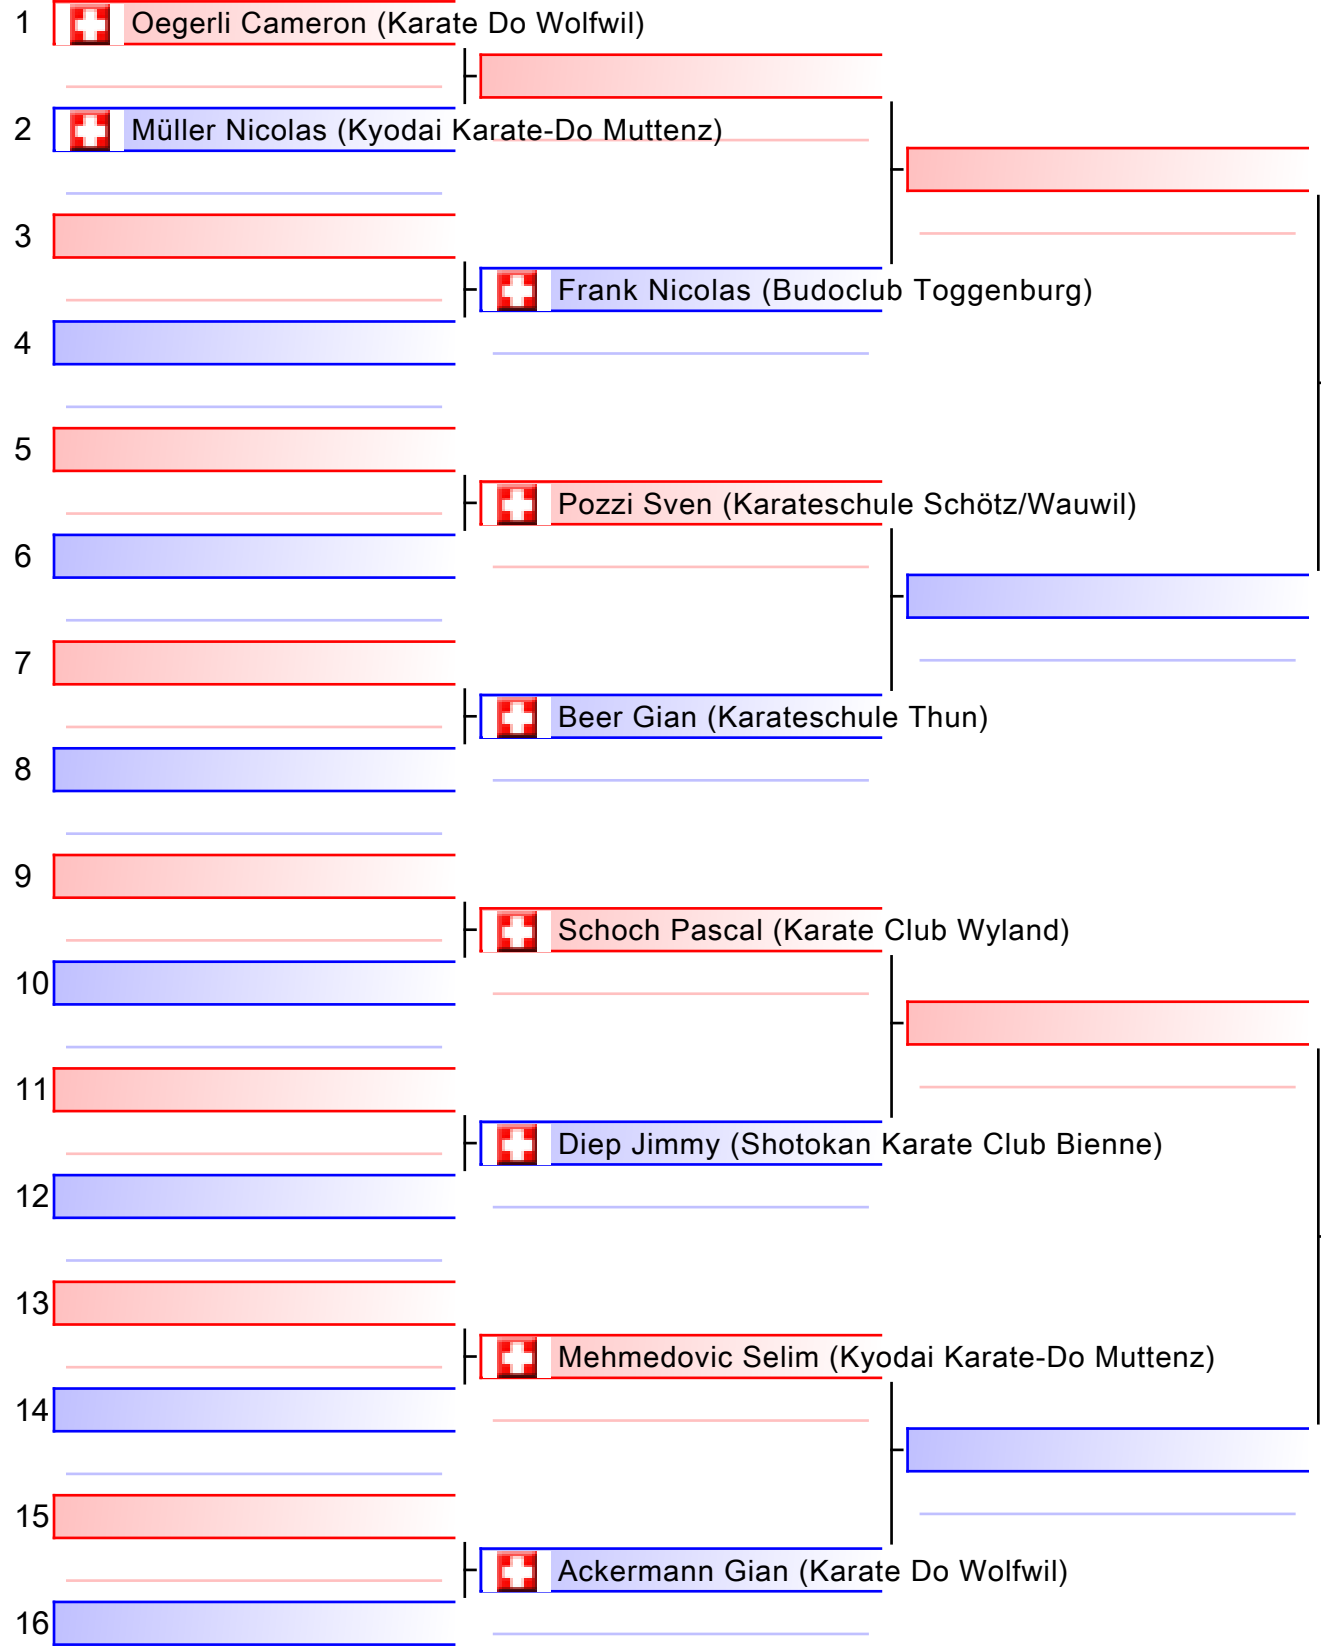 1 Oegerli Cameron (Karate Do Wolfwil)
2 Müller Nicolas (Kyodai Karate-Do Muttenz)
3
Frank Nicolas (Budoclub Toggenburg)
4
5
Pozzi Sven (Karateschule Schötz/Wauwil)
6
7
Beer Gian (Karateschule Thun)
8
9
Schoch Pascal (Karate Club Wyland)
10
11
Diep Jimmy (Shotokan Karate Club Bienne)
12
13
Mehmedovic Selim (Kyodai Karate-Do Muttenz)
14
15
Ackermann Gian (Karate Do Wolfwil)
16